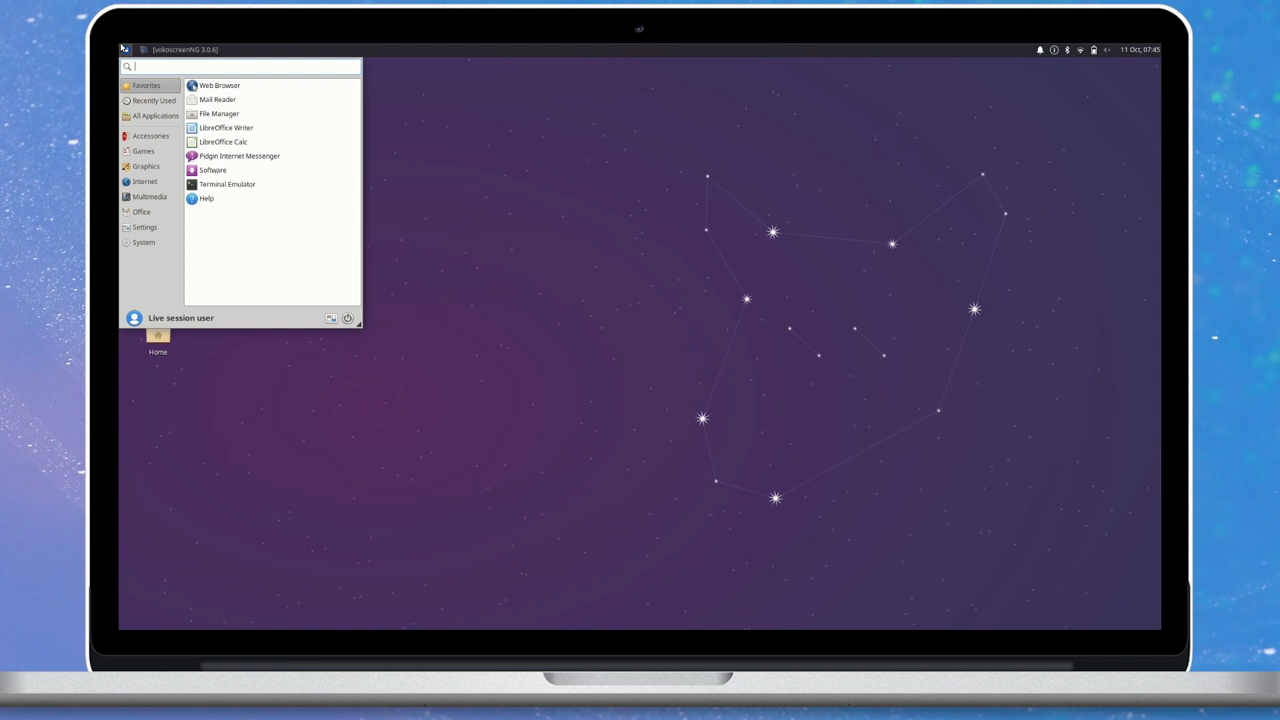 [vokoscreenNG 3.0.6]
11 Oct, 07:45
Favorites
Recently Used
All Applications
Accessories
Games
Graphics
Internet
Multimedia
Office
Settings
System
Web Browser
Mail Reader
File Manager
LibreOffice Writer
LibreOffice Calc
Pidgin Internet Messenger
Software
Terminal Emulator
Help
Live session user
Home